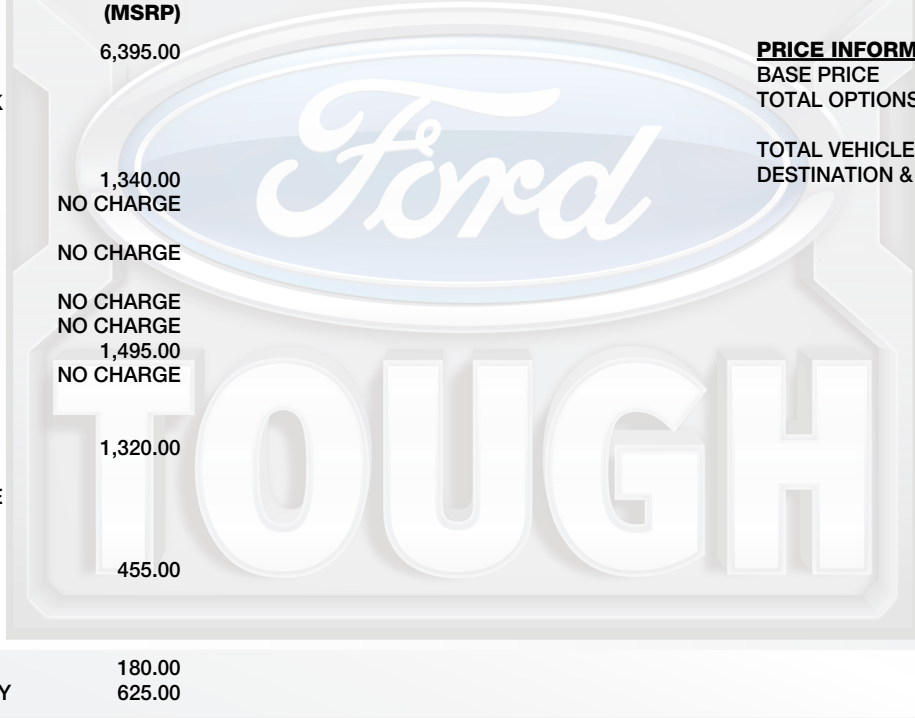 (MSRP)
6,395.00
1,340.00
NO CHARGE
NO CHARGE
NO CHARGE
NO CHARGE
1,495.00
NO CHARGE
1,320.00
455.00
180.00
625.00
PRICE INFORM
BASE PRICE
TOTAL OPTIONS
TOTAL VEHICLE
DESTINATION &
Ford
TOUGH